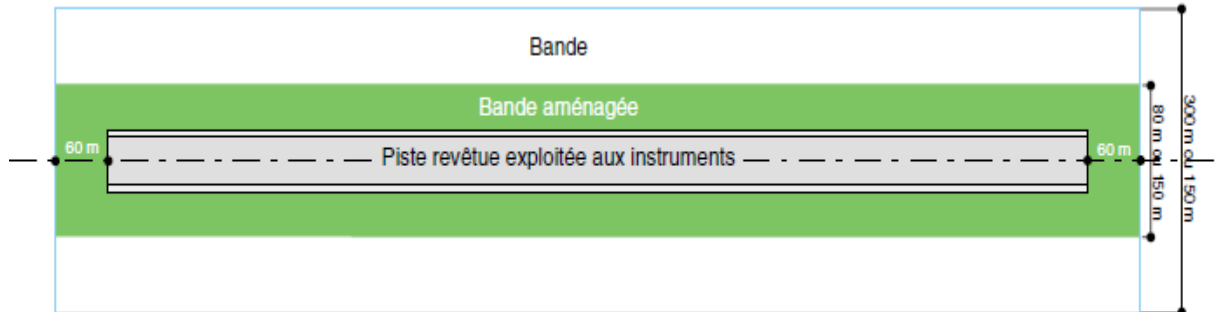 Bande
Bande aménagée
60 m
Piste revêtue exploitée aux instruments
60 m
80 m ou 150 m
300 m ou 150 m